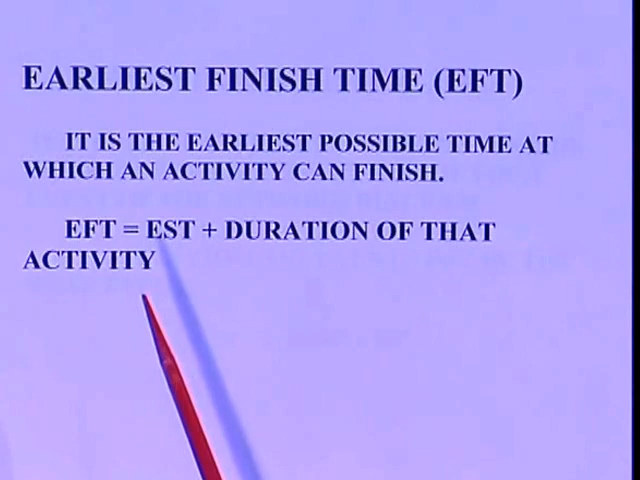 EARLIEST FINISH TIME (EFT)
IT IS THE EARLIEST POSSIBLE TIME AT
WHICH AN ACTIVITY CAN FINISH.
EFT = EST + DURATION OF THAT
ACTIVITY